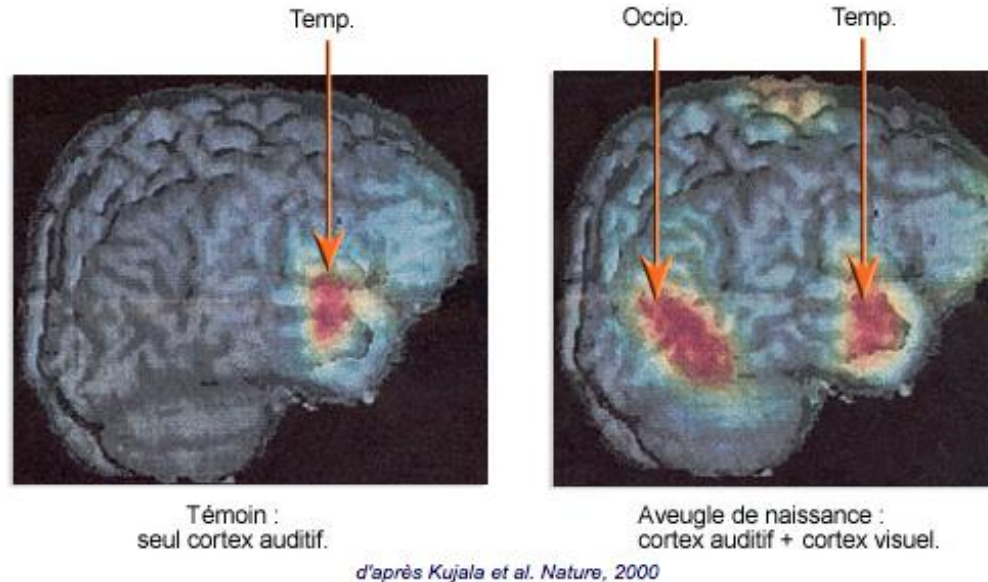 Temp.
Occip.
Temp.
Témoin :
seul cortex auditif.
Aveugle de naissance :
cortex auditif + cortex visuel.
d'après Kujala et al. Nature, 2000